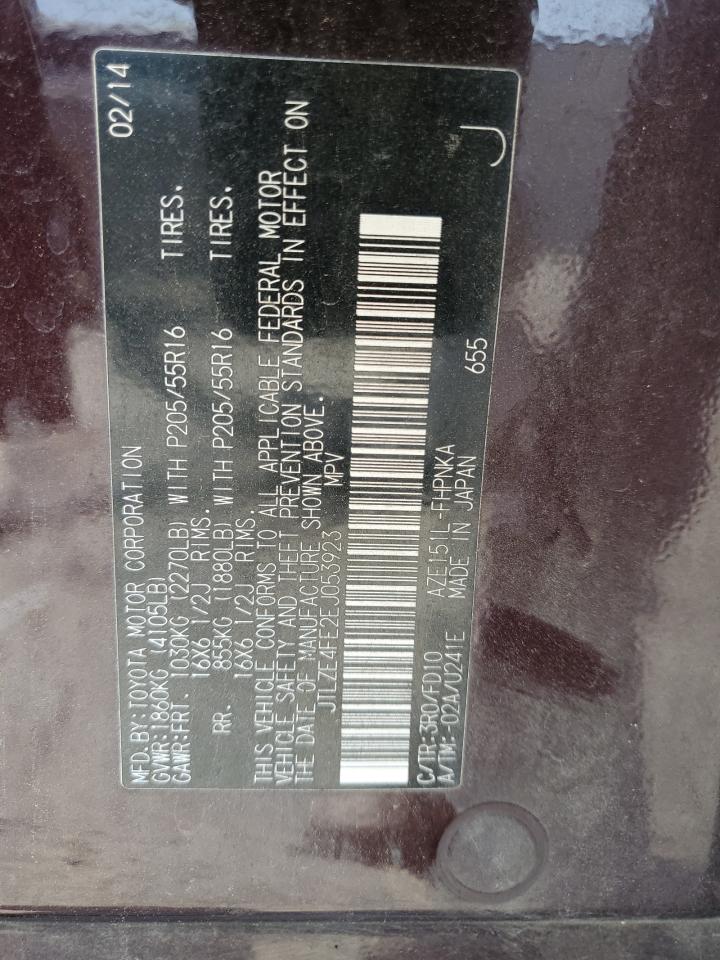 MFD. BY: TOYOTA MOTOR CORPORATION 02/14
GVWR: 1860KG (4105LB)
GAWR: FRT. 1030KG (2270LB) WITH P205/55R16 TIRES.
16X6 1/2J RIMS.
RR. 855KG (1880LB) WITH P205/55R16 TIRES.
16X6 1/2J RIMS.
THIS VEHICLE CONFORMS TO ALL APPLICABLE FEDERAL MOTOR
VEHICLE SAFETY AND THEFT PREVENTION STANDARDS IN EFFECT ON
THE DATE OF MANUFACTURE SHOWN ABOVE.
JTLZE4FE2EJ053923 MPV
C/TR: 3R0/FD10 AZE151L-FHPNKA
A/TM: -02A/U241E MADE IN JAPAN 655 J